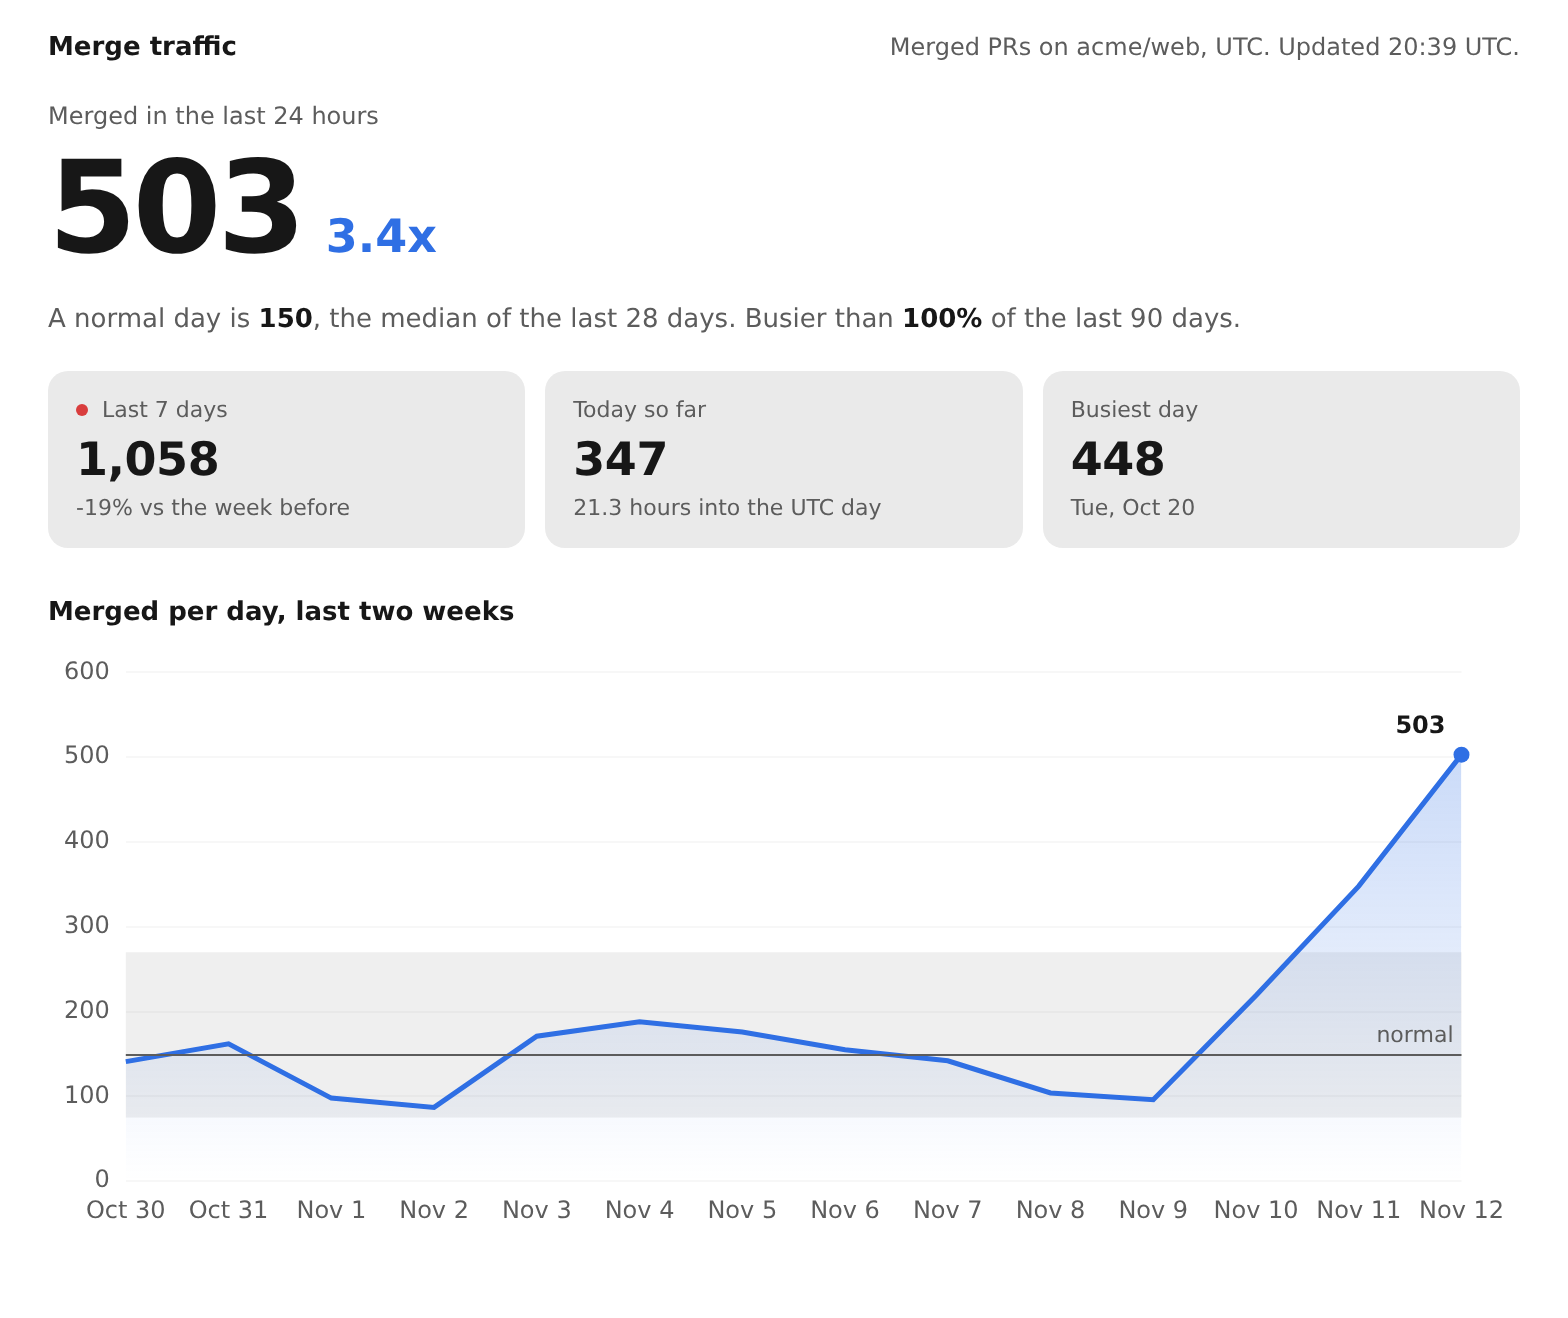 Merge traffic
Merged PRs on acme/web, UTC. Updated 20:39 UTC.
Merged in the last 24 hours
503 3.4x
A normal day is 150, the median of the last 28 days. Busier than 100% of the last 90 days.
Last 7 days
1,058
-19% vs the week before
Today so far
347
21.3 hours into the UTC day
Busiest day
448
Tue, Oct 20
Merged per day, last two weeks
600
500
400
300
200
100
0
503
normal
Oct 30 Oct 31 Nov 1 Nov 2 Nov 3 Nov 4 Nov 5 Nov 6 Nov 7 Nov 8 Nov 9 Nov 10 Nov 11 Nov 12